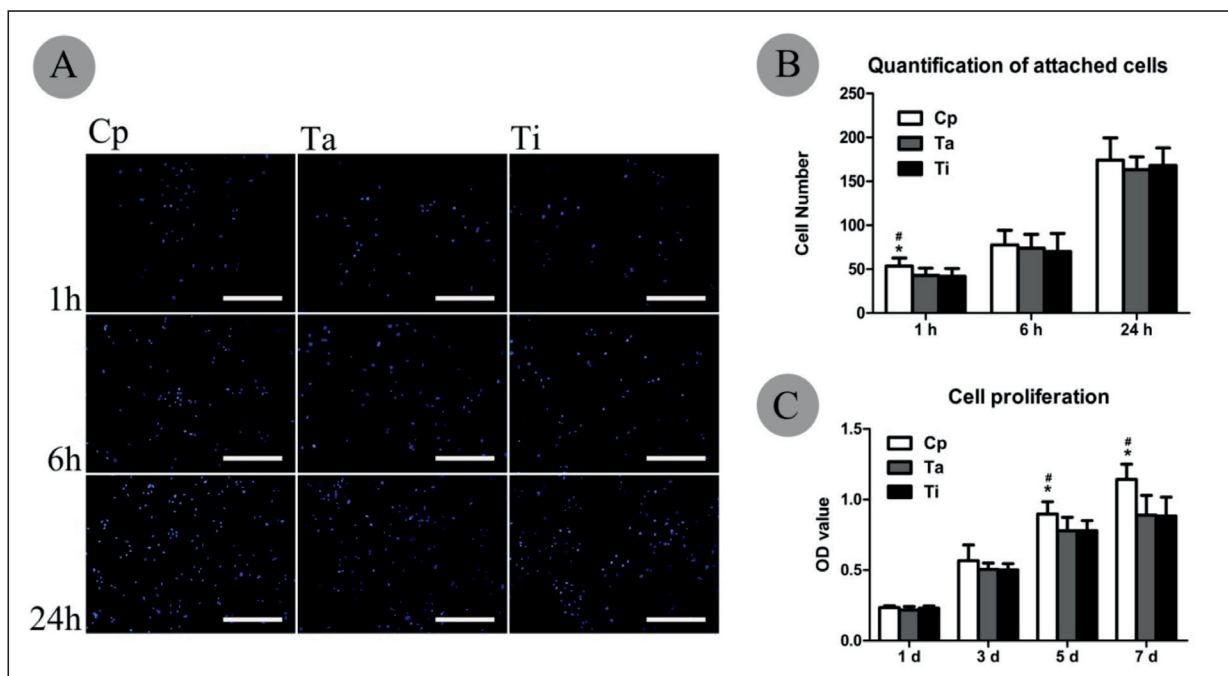 A
Cp Ta Ti
1h
6h
24h
B
Quantification of attached cells
Cell Number
250
200
150
100
50
0
Cp
Ta
Ti
#
*
1 h 6 h 24 h
C
Cell proliferation
OD value
1.5
1.0
0.5
0.0
Cp
Ta
Ti
#
*
#
*
1 d 3 d 5 d 7 d